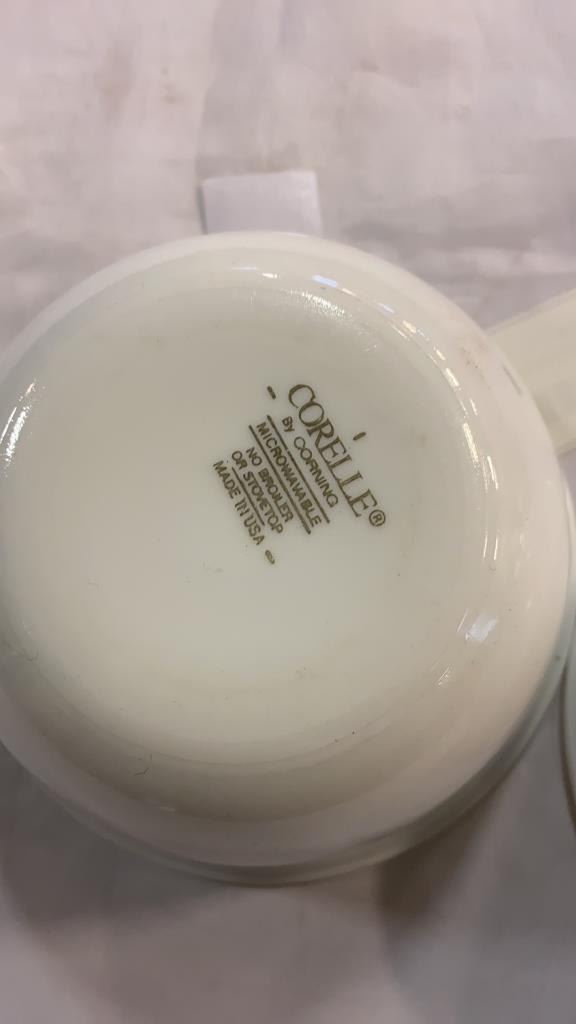 CORELLE®
By CORNING
MICROWAVABLE
NO BROILER
OR STOVETOP
MADE IN USA